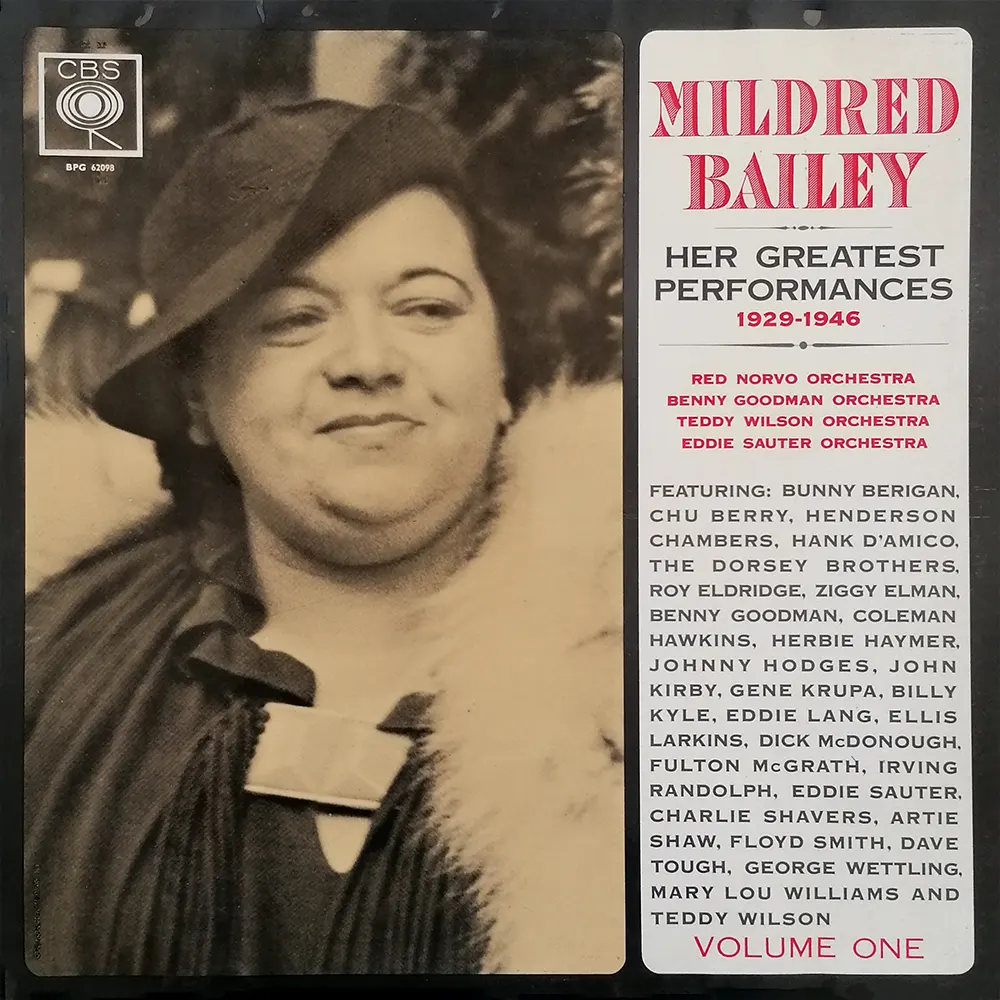 CBS
BPG 62098
MILDRED
BAILEY
HER GREATEST
PERFORMANCES
1929-1946
RED NORVO ORCHESTRA
BENNY GOODMAN ORCHESTRA
TEDDY WILSON ORCHESTRA
EDDIE SAUTER ORCHESTRA
FEATURING: BUNNY BERIGAN,
CHU BERRY, HENDERSON
CHAMBERS, HANK D'AMICO,
THE DORSEY BROTHERS,
ROY ELDRIDGE, ZIGGY ELMAN,
BENNY GOODMAN, COLEMAN
HAWKINS, HERBIE HAYMER,
JOHNNY HODGES, JOHN
KIRBY, GENE KRUPA, BILLY
KYLE, EDDIE LANG, ELLIS
LARKINS, DICK McDONOUGH,
FULTON McGRATH, IRVING
RANDOLPH, EDDIE SAUTER,
CHARLIE SHAVERS, ARTIE
SHAW, FLOYD SMITH, DAVE
TOUGH, GEORGE WETTLING,
MARY LOU WILLIAMS AND
TEDDY WILSON
VOLUME ONE